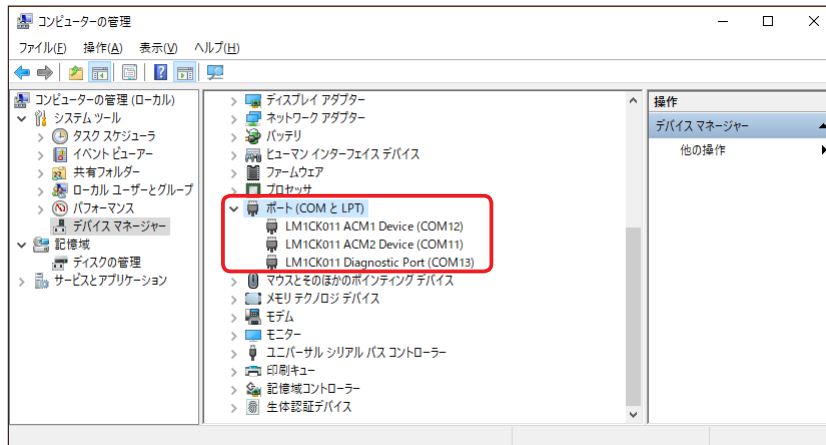 コンピューターの管理
ファイル(F) 操作(A) 表示(V) ヘルプ(H)
コンピューターの管理 (ローカル)
システム ツール
タスク スケジューラ
イベント ビューアー
共有フォルダー
ローカル ユーザーとグループ
パフォーマンス
デバイス マネージャー
記憶域
ディスクの管理
サービスとアプリケーション
ディスプレイ アダプター
ネットワーク アダプター
バッテリ
ヒューマン インターフェイス デバイス
ファームウェア
プロセッサ
ポート (COM と LPT)
LM1CK011 ACM1 Device (COM12)
LM1CK011 ACM2 Device (COM11)
LM1CK011 Diagnostic Port (COM13)
マウスとそのほかのポインティング デバイス
メモリ テクノロジ デバイス
モデム
モニター
ユニバーサル シリアル バス コントローラー
印刷キュー
記憶域コントローラー
生体認証デバイス
操作
デバイス マネージャー
他の操作